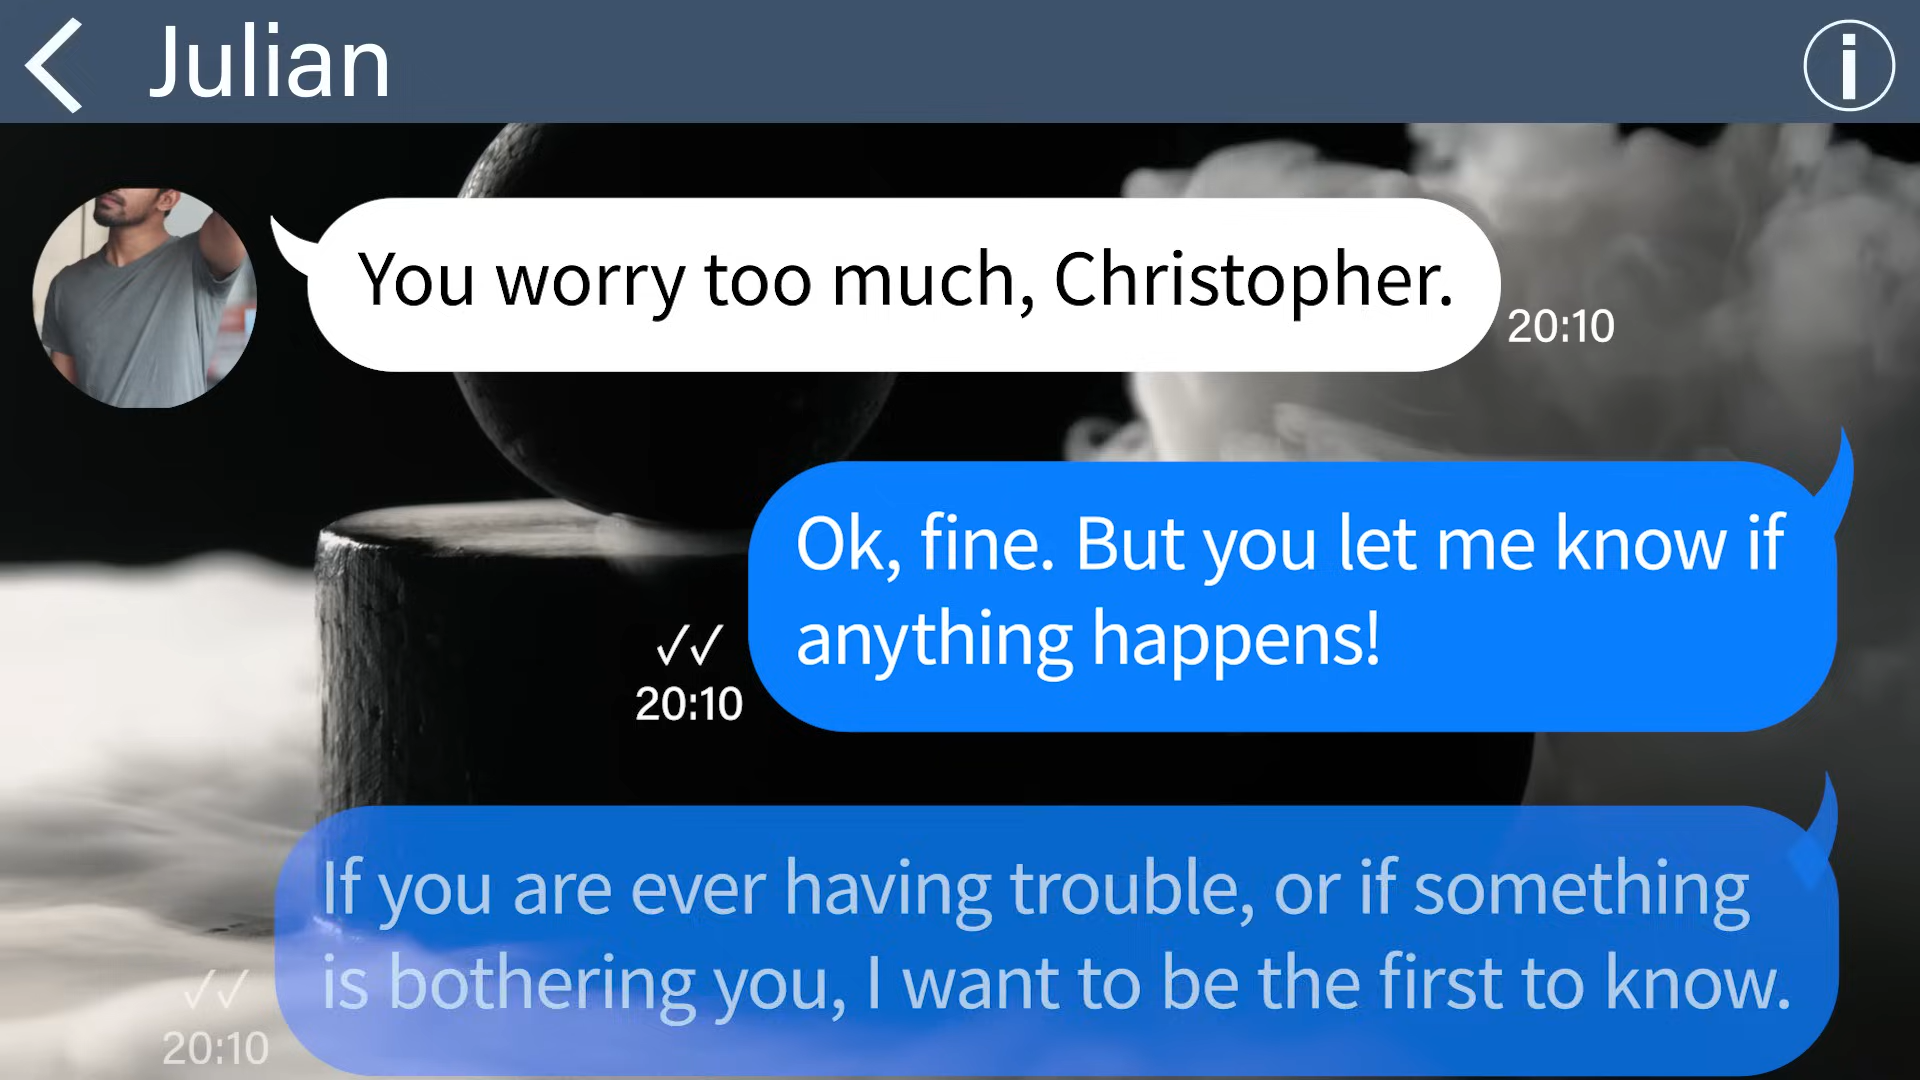 Julian
You worry too much, Christopher.
20:10
Ok, fine. But you let me know if
anything happens!
20:10
If you are ever having trouble, or if something
is bothering you, I want to be the first to know.
20:10